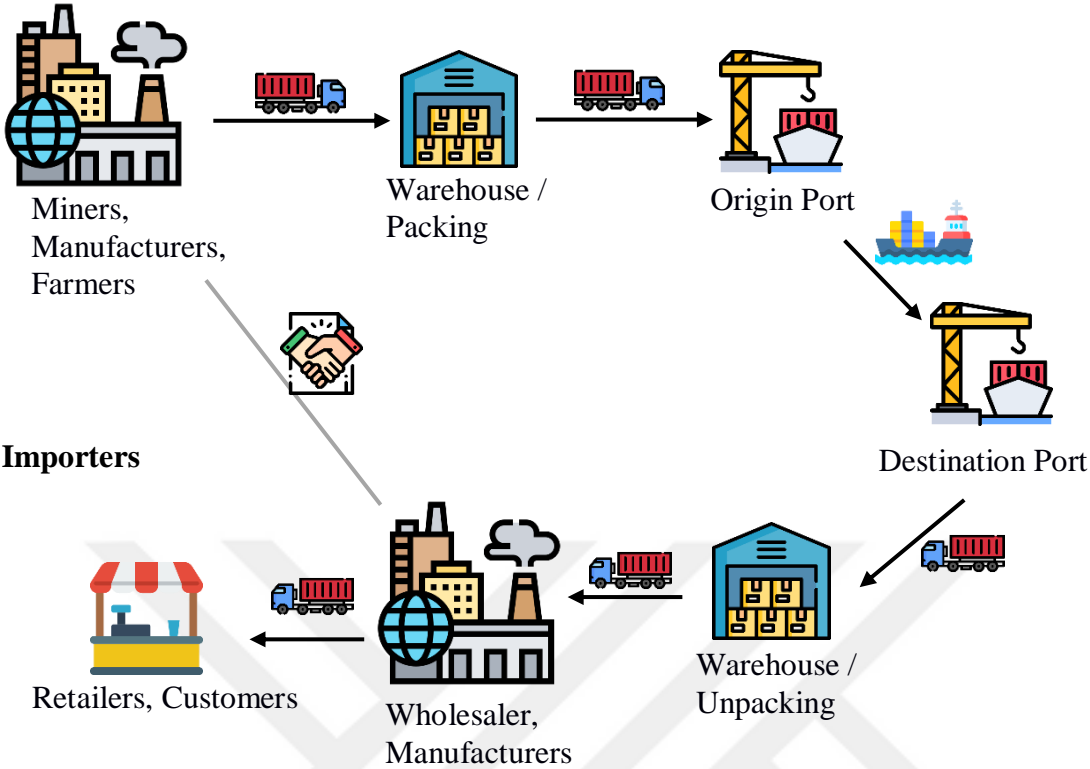 Miners,
Manufacturers,
Farmers
Warehouse /
Packing
Origin Port
Destination Port
Importers
Warehouse /
Unpacking
Wholesaler,
Manufacturers
Retailers, Customers